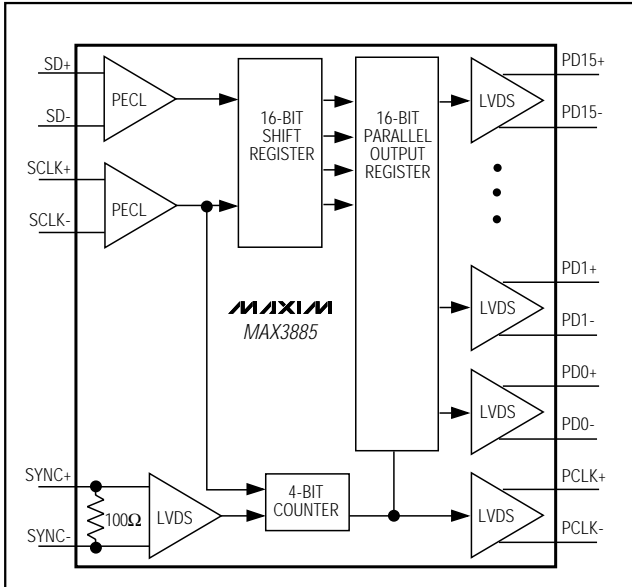 SD+
SD-
SCLK+
SCLK-
SYNC+
SYNC-
PECL
PECL
100Ω
LVDS
16-BIT
SHIFT
REGISTER
16-BIT
PARALLEL
OUTPUT
REGISTER
MAXIM
MAX3885
4-BIT
COUNTER
LVDS
LVDS
LVDS
LVDS
PD15+
PD15-
PD1+
PD1-
PD0+
PD0-
PCLK+
PCLK-